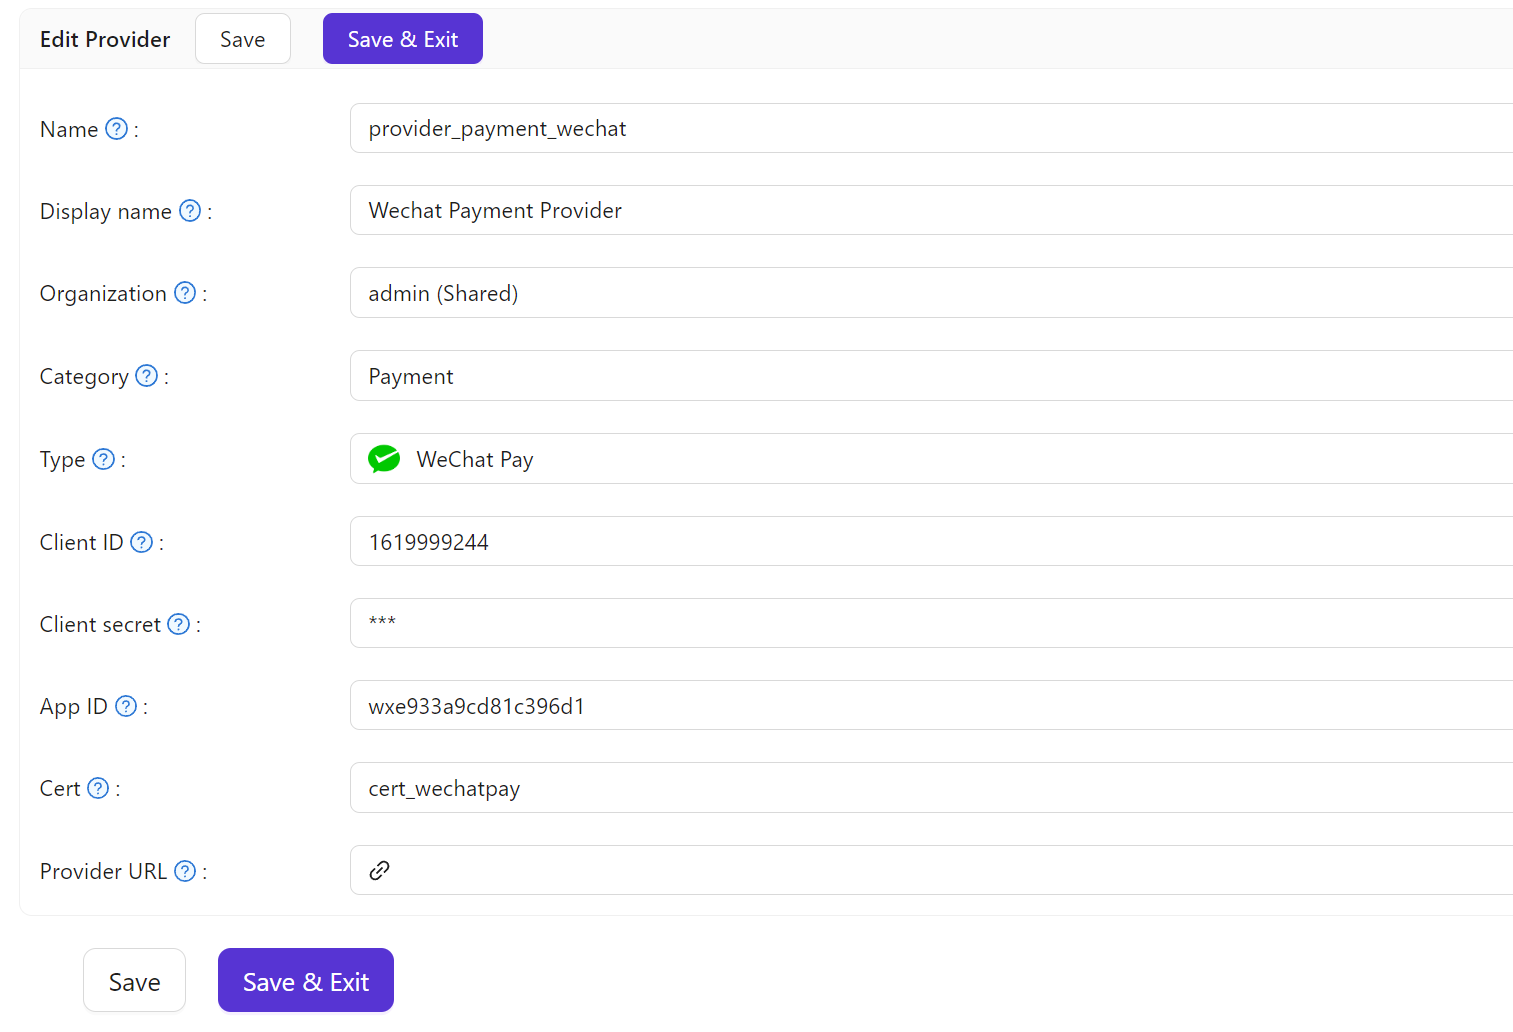 Edit Provider Save Save & Exit
Name ? : provider_payment_wechat
Display name ? : Wechat Payment Provider
Organization ? : admin (Shared)
Category ? : Payment
Type ? : WeChat Pay
Client ID ? : 1619999244
Client secret ? : ***
App ID ? : wxe933a9cd81c396d1
Cert ? : cert_wechatpay
Provider URL ? :
Save Save & Exit